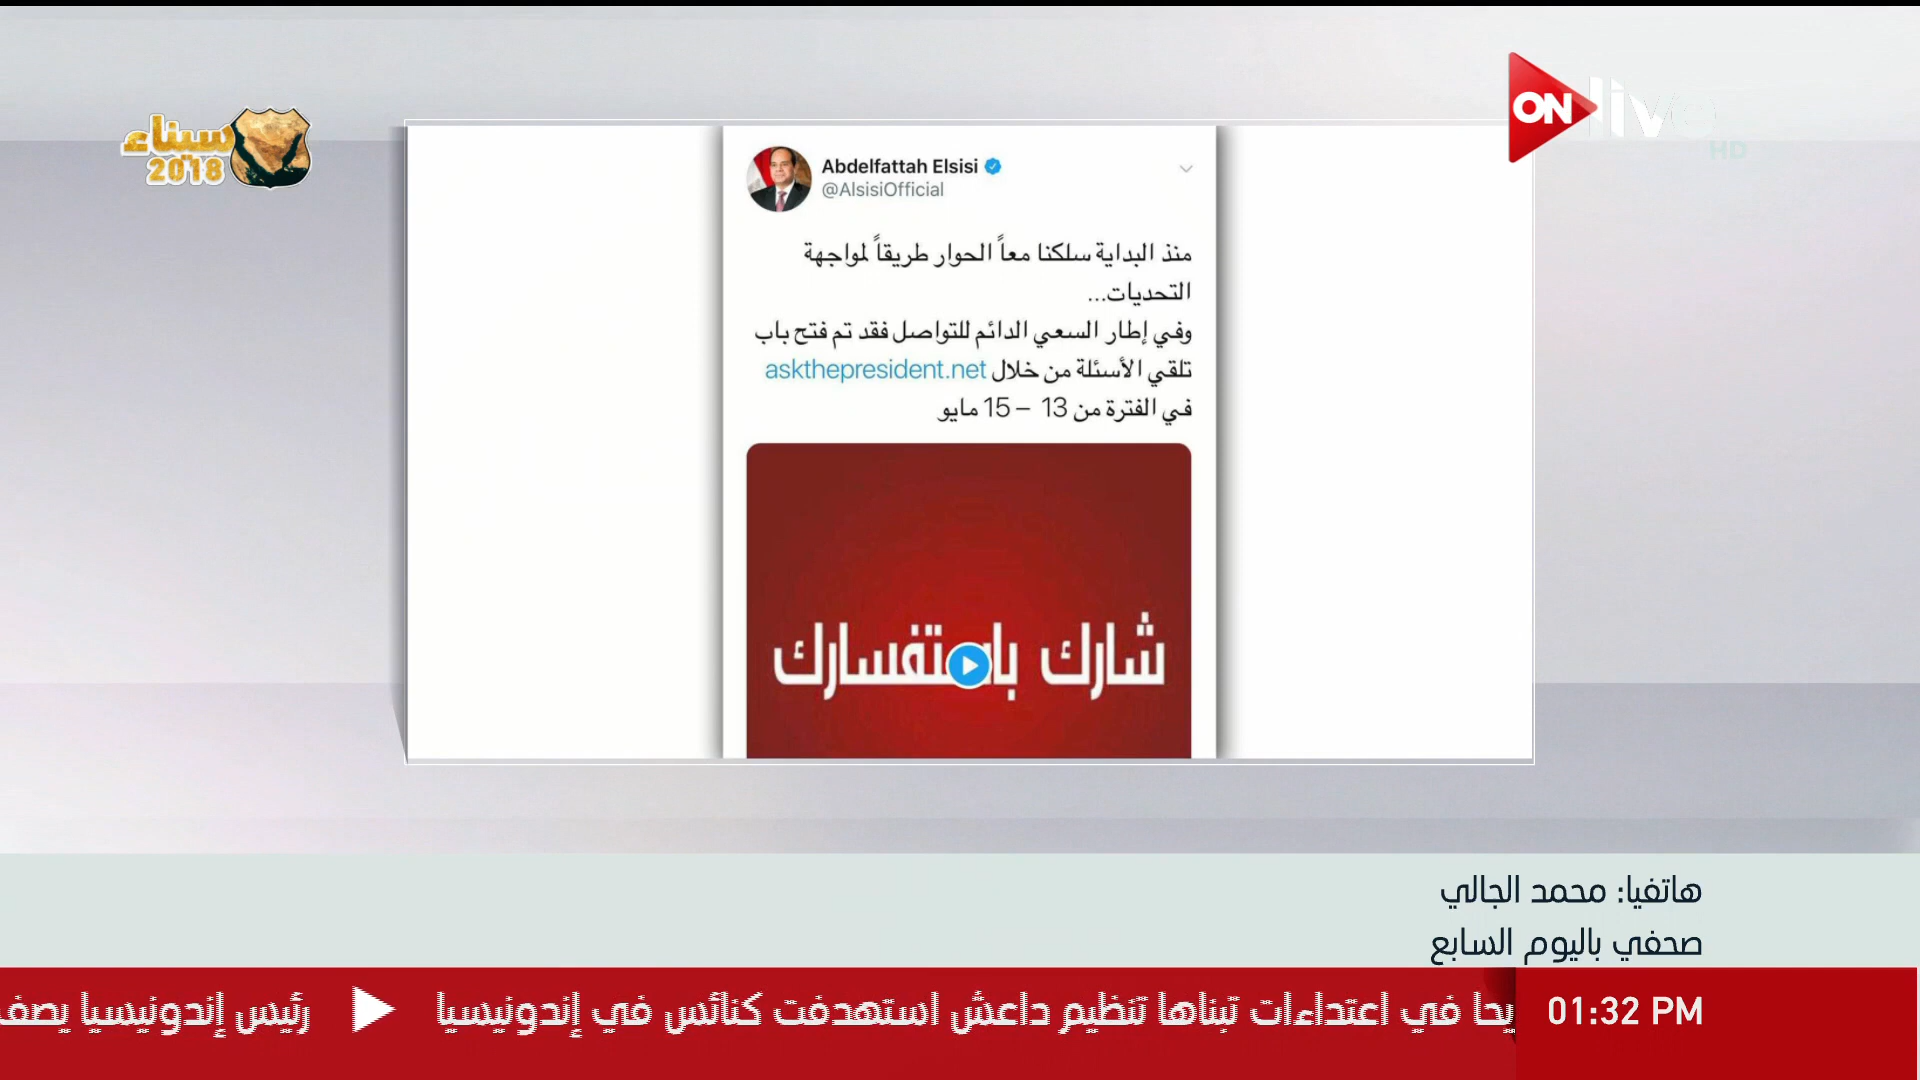 سيناء
2018
ON live
HD
Abdelfattah Elsisi
@AlsisiOfficial
منذ البداية سلكنا معاً الحوار طريقاً لمواجهة
التحديات...
وفي إطار السعي الدائم للتواصل فقد تم فتح باب
تلقي الأسئلة من خلال askthepresident.net
في الفترة من 13 – 15 مايو
شارك باستفسارك
هاتفيا: محمد الجالي
صحفي باليوم السابع
يحا في اعتداءات تبناها تنظيم داعش استهدفت كنائس في إندونيسيا ◀ رئيس إندونيسيا يصف
01:32 PM